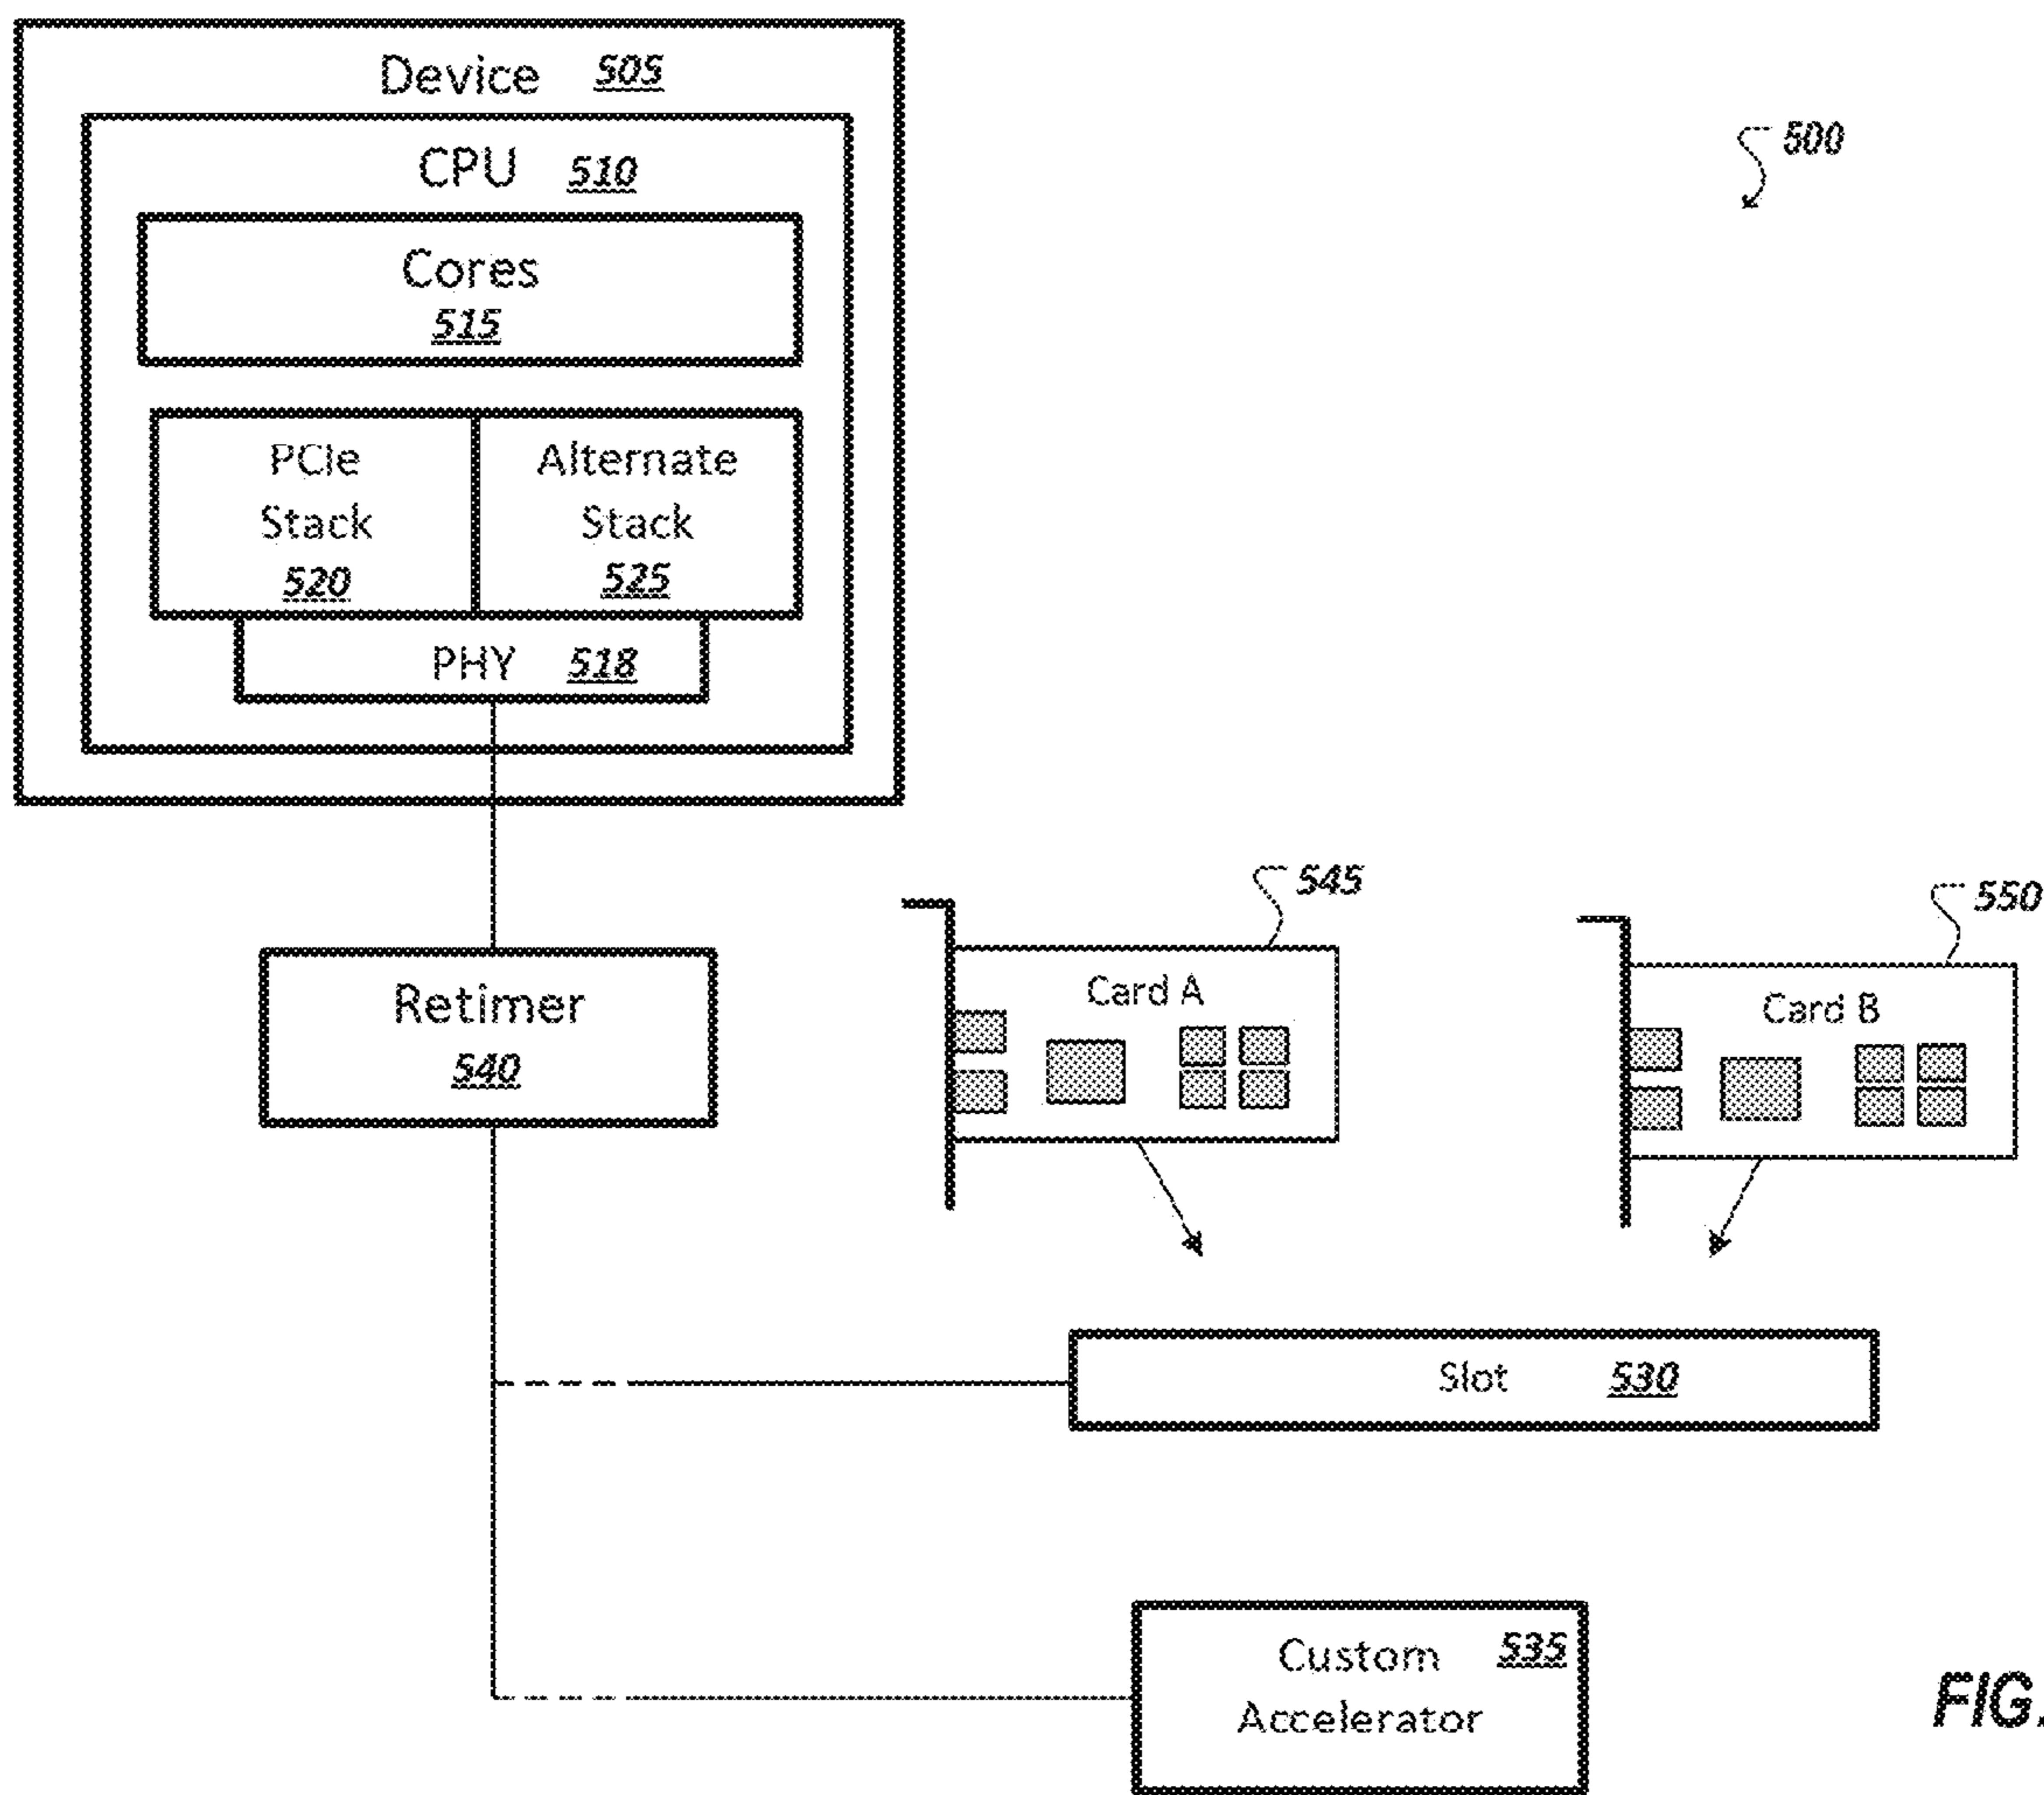 Device 505
500
CPU 510
Cores
515
PCIe
Stack
520
Alternate
Stack
525
PHY 518
545
550
Retimer
540
Card A
Card B
Slot 530
Custom 535
Accelerator
FIG.